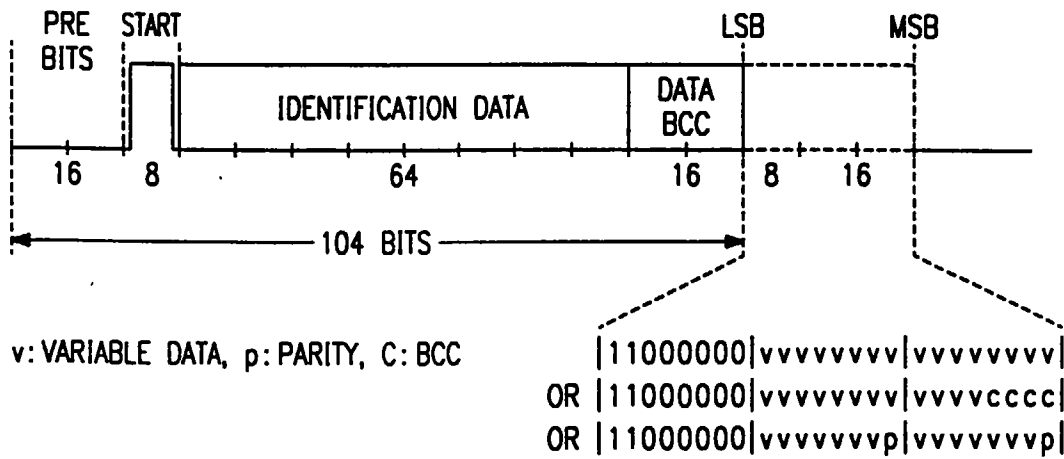 PRE
BITS
START
LSB
MSB
IDENTIFICATION DATA
DATA
BCC
16
8
64
16
8
16
104 BITS
v: VARIABLE DATA, p: PARITY, C: BCC
|11000000|vvvvvvvv|vvvvvvvv|
OR |11000000|vvvvvvvv|vvvvcccc|
OR |11000000|vvvvvvvp|vvvvvvvp|